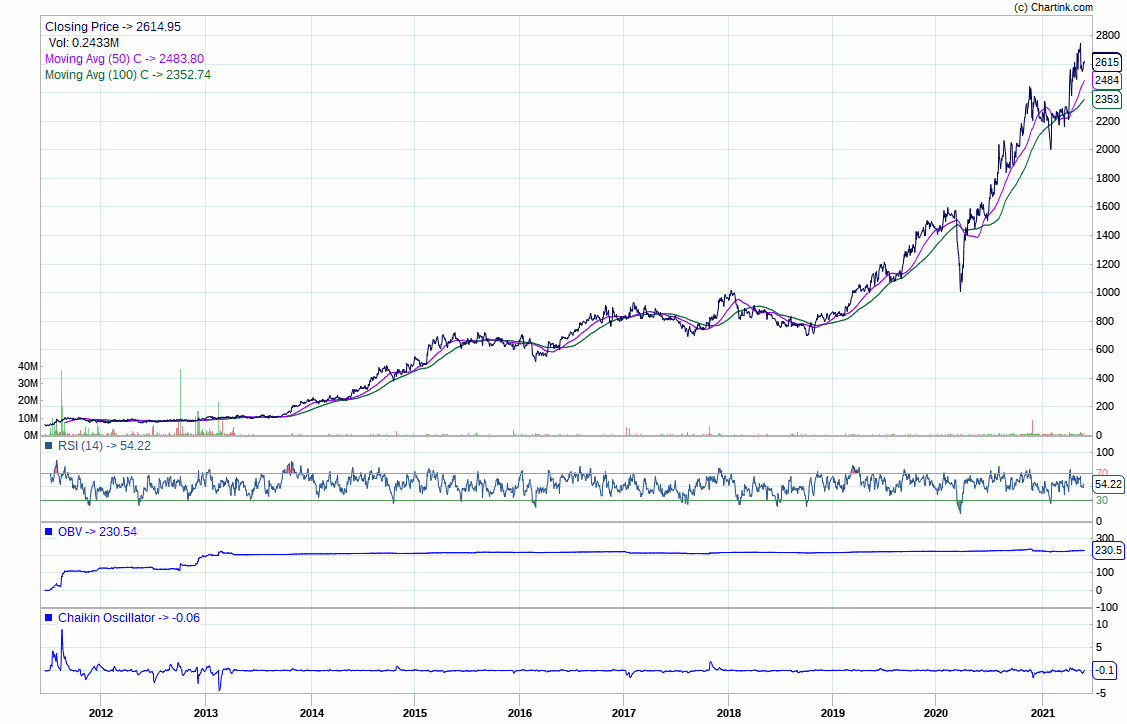 (c) Chartink.com
Closing Price -> 2614.95
Vol: 0.2433M
Moving Avg (50) C -> 2483.80
Moving Avg (100) C -> 2352.74
2800
2615
2484
2353
2200
2000
1800
1600
1400
1200
1000
800
600
400
200
0
40M
30M
20M
10M
0M
RSI (14) -> 54.22
100
70
54.22
30
0
OBV -> 230.54
300
230.5
100
0
-100
Chaikin Oscillator -> -0.06
10
5
-0.1
-5
2012 2013 2014 2015 2016 2017 2018 2019 2020 2021